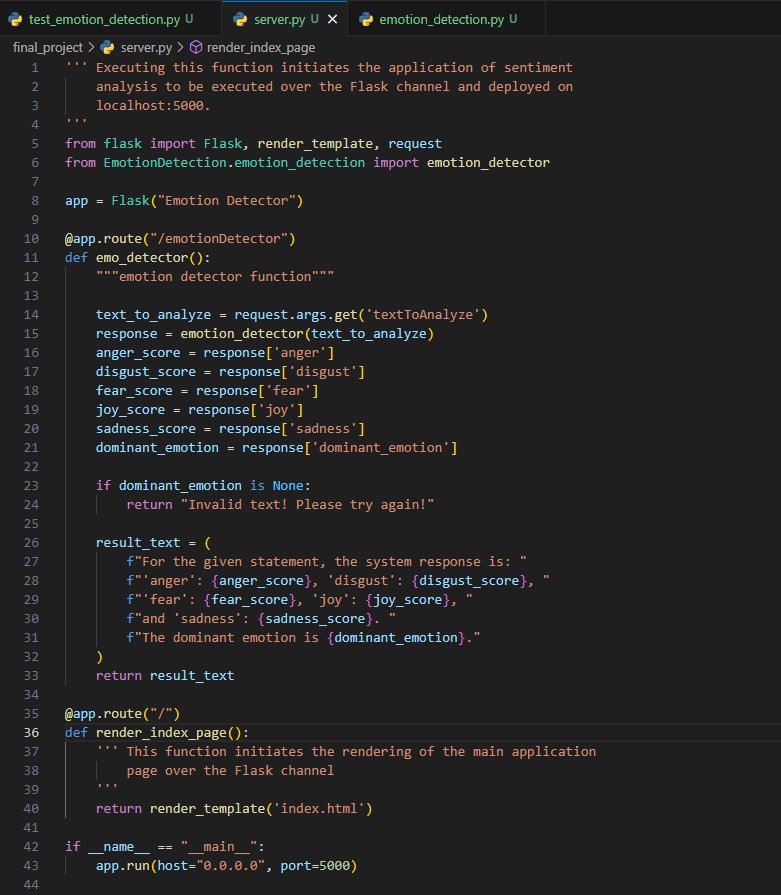 test_emotion_detection.py U server.py U emotion_detection.py U
final_project > server.py > render_index_page
1 ''' Executing this function initiates the application of sentiment
2     analysis to be executed over the Flask channel and deployed on
3     localhost:5000.
4 '''
5 from flask import Flask, render_template, request
6 from EmotionDetection.emotion_detection import emotion_detector
7
8 app = Flask("Emotion Detector")
9
10 @app.route("/emotionDetector")
11 def emo_detector():
12     """emotion detector function"""
13
14     text_to_analyze = request.args.get('textToAnalyze')
15     response = emotion_detector(text_to_analyze)
16     anger_score = response['anger']
17     disgust_score = response['disgust']
18     fear_score = response['fear']
19     joy_score = response['joy']
20     sadness_score = response['sadness']
21     dominant_emotion = response['dominant_emotion']
22
23     if dominant_emotion is None:
24         return "Invalid text! Please try again!"
25
26     result_text = (
27         f"For the given statement, the system response is: "
28         f"'anger': {anger_score}, 'disgust': {disgust_score}, "
29         f"'fear': {fear_score}, 'joy': {joy_score}, "
30         f"and 'sadness': {sadness_score}. "
31         f"The dominant emotion is {dominant_emotion}."
32     )
33     return result_text
34
35 @app.route("/")
36 def render_index_page():
37     ''' This function initiates the rendering of the main application
38         page over the Flask channel
39     '''
40     return render_template('index.html')
41
42 if __name__ == "__main__":
43     app.run(host="0.0.0.0", port=5000)
44